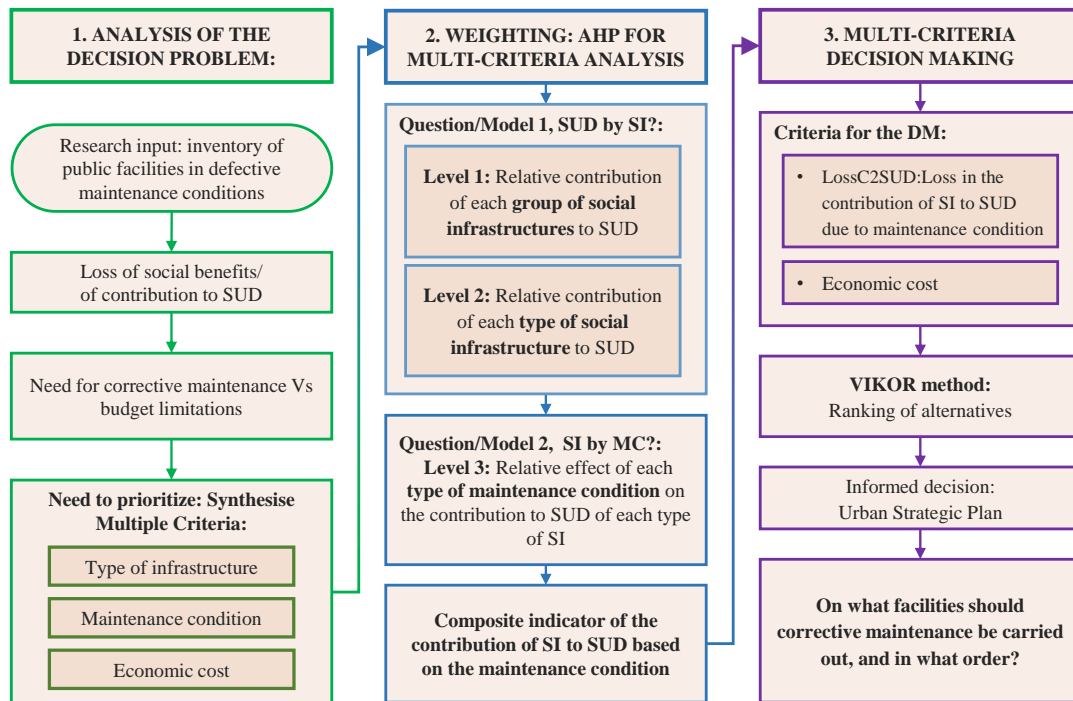 1. ANALYSIS OF THE
DECISION PROBLEM:
Research input: inventory of
public facilities in defective
maintenance conditions
Loss of social benefits/
of contribution to SUD
Need for corrective maintenance Vs
budget limitations
Need to prioritize: Synthesise
Multiple Criteria:
Type of infrastructure
Maintenance condition
Economic cost
2. WEIGHTING: AHP FOR
MULTI-CRITERIA ANALYSIS
Question/Model 1, SUD by SI?:
Level 1: Relative contribution
of each group of social
infrastructures to SUD
Level 2: Relative contribution
of each type of social
infrastructure to SUD
Question/Model 2, SI by MC?:
Level 3: Relative effect of each
type of maintenance condition on
the contribution to SUD of each type
of SI
Composite indicator of the
contribution of SI to SUD based
on the maintenance condition
3. MULTI-CRITERIA
DECISION MAKING
Criteria for the DM:
• LossC2SUD:Loss in the
contribution of SI to SUD
due to maintenance condition
• Economic cost
VIKOR method:
Ranking of alternatives
Informed decision:
Urban Strategic Plan
On what facilities should
corrective maintenance be carried
out, and in what order?